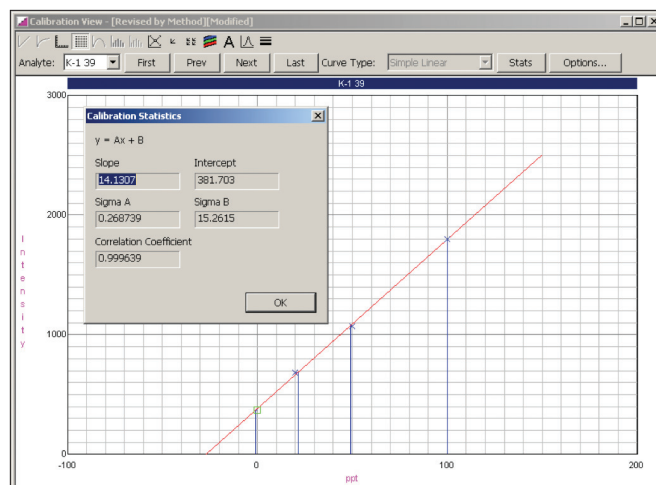 Calibration View - [Revised by Method][Modified]
Analyte: K-1 39 First Prev Next Last Curve Type: Simple Linear Stats Options...
K-1 39
3000
2000
1000
0
Intensity
-100 0 100 200
ppt
Calibration Statistics
y = Ax + B
Slope Intercept
14.1307 381.703
Sigma A Sigma B
0.268739 15.2615
Correlation Coefficient
0.999639
OK